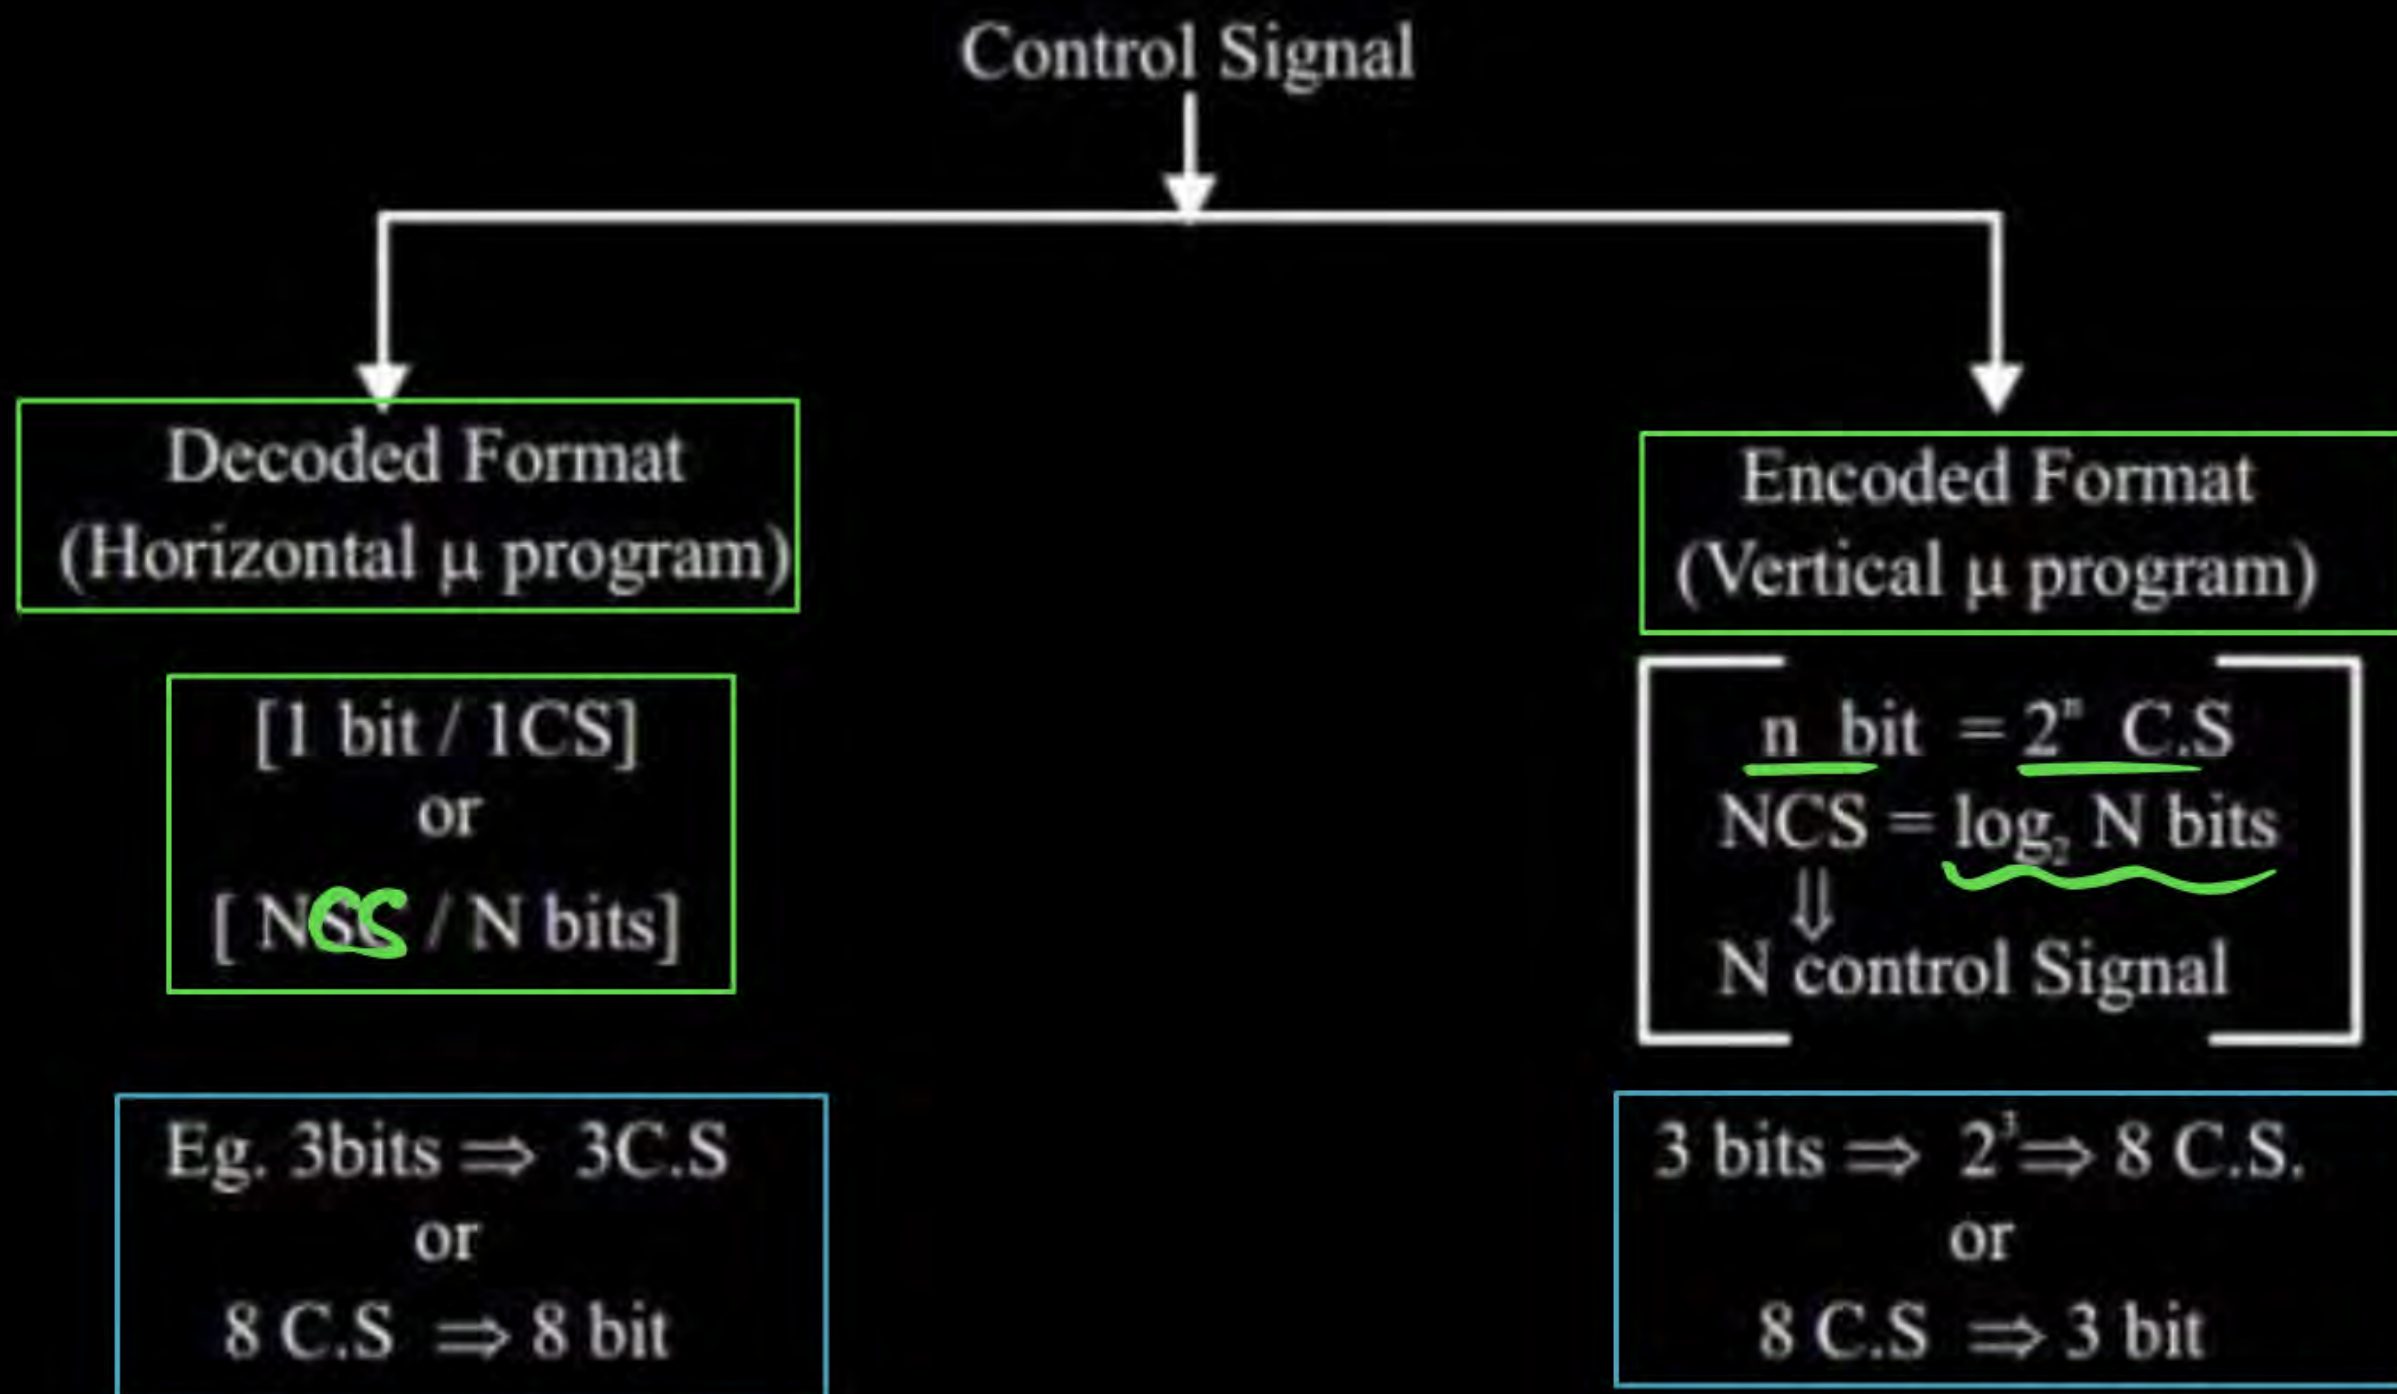 Control Signal
Decoded Format
(Horizontal μ program)
[1 bit / 1CS]
or
[ NCS / N bits]
Eg. 3bits ⇒ 3C.S
or
8 C.S ⇒ 8 bit
Encoded Format
(Vertical μ program)
n bit = 2ⁿ C.S
NCS = log₂ N bits
⇓
N control Signal
3 bits ⇒ 2³ ⇒ 8 C.S.
or
8 C.S ⇒ 3 bit